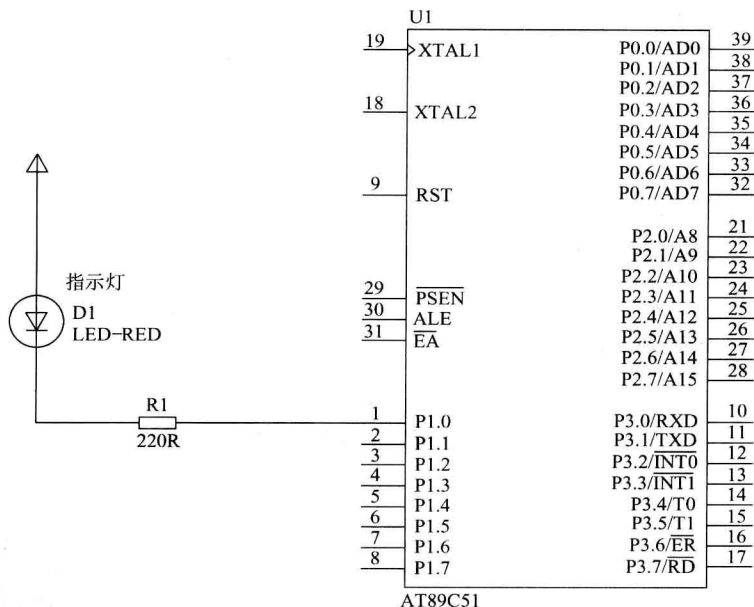 U1
19 XTAL1
18 XTAL2
9 RST
29 PSEN
30 ALE
31 EA
1 P1.0
2 P1.1
3 P1.2
4 P1.3
5 P1.4
6 P1.5
7 P1.6
8 P1.7
P0.0/AD0 39
P0.1/AD1 38
P0.2/AD2 37
P0.3/AD3 36
P0.4/AD4 35
P0.5/AD5 34
P0.6/AD6 33
P0.7/AD7 32
P2.0/A8 21
P2.1/A9 22
P2.2/A10 23
P2.3/A11 24
P2.4/A12 25
P2.5/A13 26
P2.6/A14 27
P2.7/A15 28
P3.0/RXD 10
P3.1/TXD 11
P3.2/INT0 12
P3.3/INT1 13
P3.4/T0 14
P3.5/T1 15
P3.6/ER 16
P3.7/RD 17
AT89C51
指示灯
D1
LED-RED
R1
220R